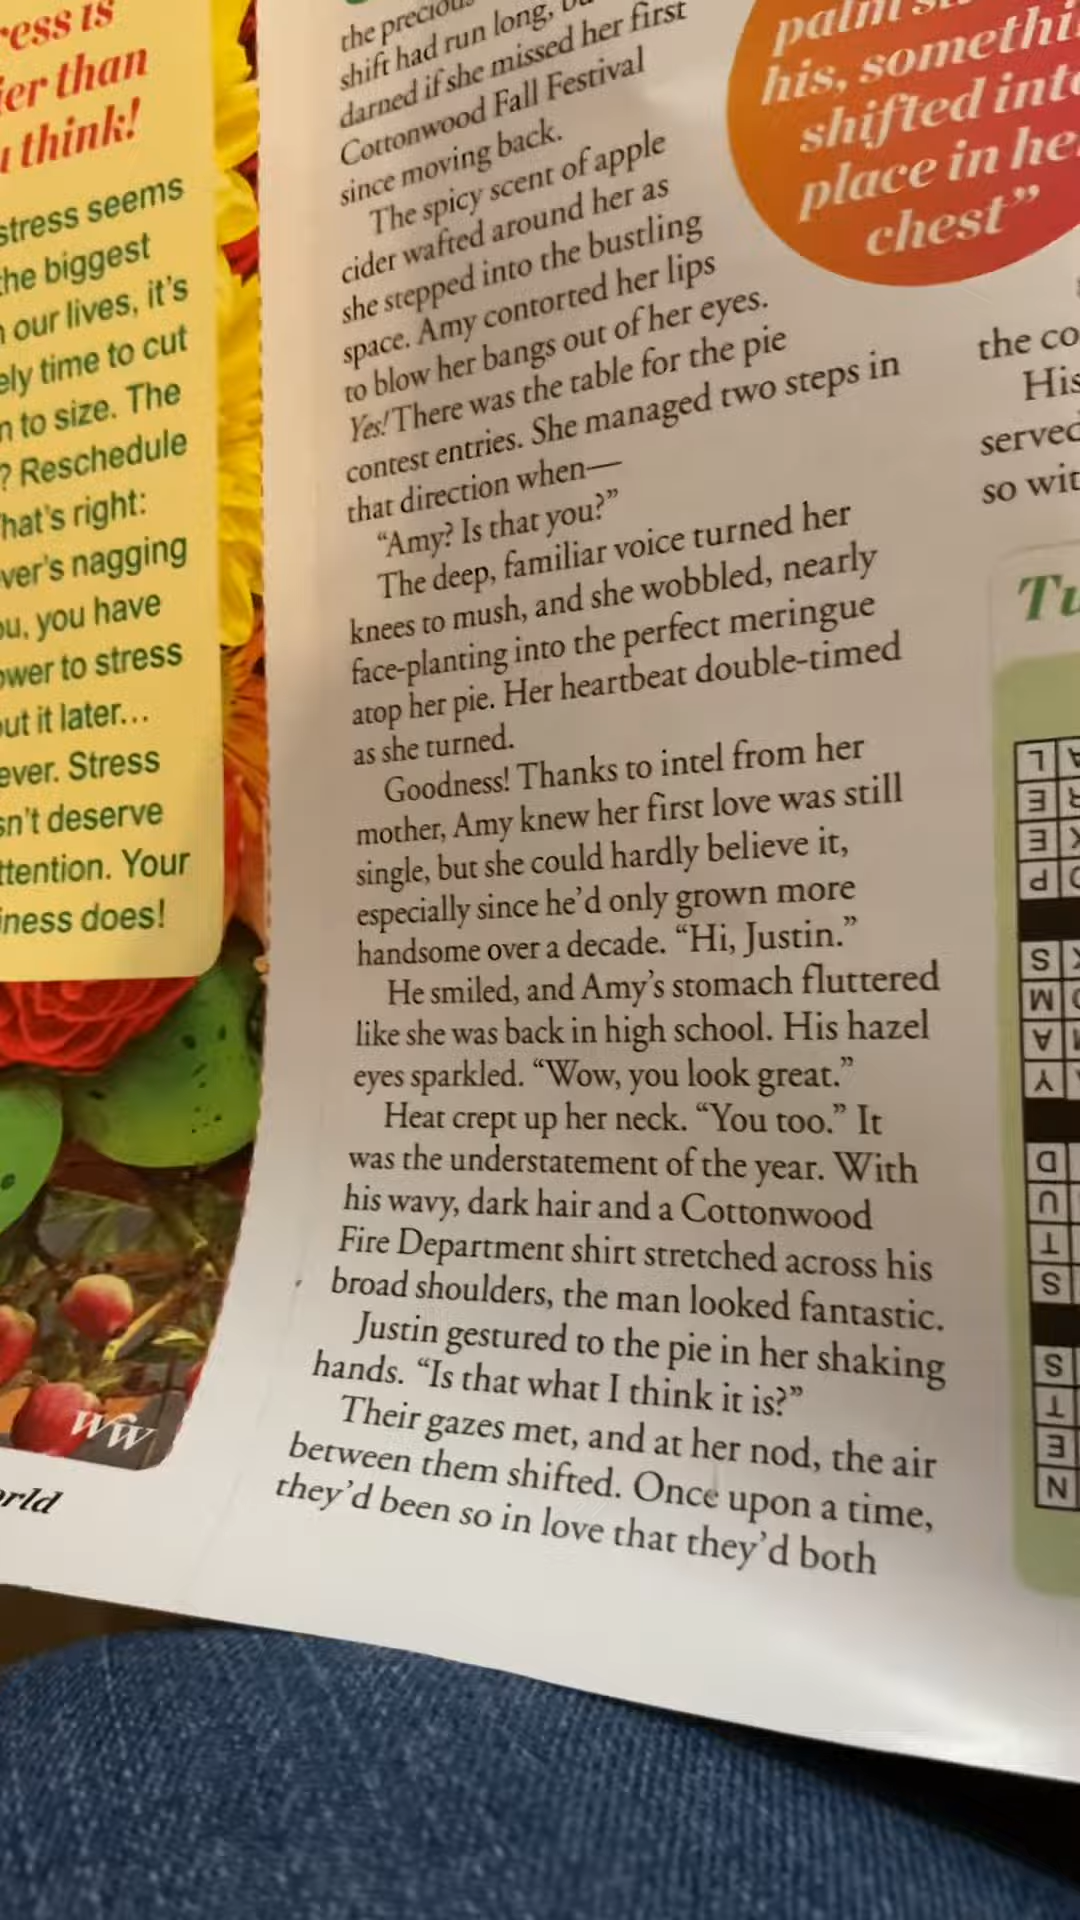 ress is
ier than
think!
stress seems
the biggest
our lives, it's
ely time to cut
to size. The
? Reschedule
hat's right:
ver's nagging
ou, you have
ower to stress
out it later...
ever. Stress
sn't deserve
ttention. Your
iness does!
ww
orld
the precious
shift had run long,
darned if she missed her first
Cottonwood Fall Festival
since moving back.
The spicy scent of apple
cider wafted around her as
she stepped into the bustling
space. Amy contorted her lips
to blow her bangs out of her eyes.
Yes! There was the table for the pie
contest entries. She managed two steps in
that direction when—
“Amy? Is that you?”
The deep, familiar voice turned her
knees to mush, and she wobbled, nearly
face-planting into the perfect meringue
atop her pie. Her heartbeat double-timed
as she turned.
Goodness! Thanks to intel from her
mother, Amy knew her first love was still
single, but she could hardly believe it,
especially since he’d only grown more
handsome over a decade. “Hi, Justin.”
He smiled, and Amy’s stomach fluttered
like she was back in high school. His hazel
eyes sparkled. “Wow, you look great.”
Heat crept up her neck. “You too.” It
was the understatement of the year. With
his wavy, dark hair and a Cottonwood
Fire Department shirt stretched across his
broad shoulders, the man looked fantastic.
Justin gestured to the pie in her shaking
hands. “Is that what I think it is?”
Their gazes met, and at her nod, the air
between them shifted. Once upon a time,
they’d been so in love that they’d both
palm
his, somethi
shifted into
place in he
chest”
the co
His
served
so wit
Tu
N E T S S T U D Y A M S P E E L